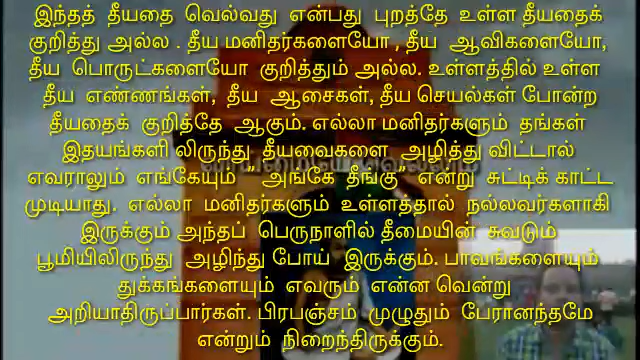 இந்தத் தீயதை வெல்வது என்பது புறத்தே உள்ள தீயதைக்
குறித்து அல்ல . தீய மனிதர்களையோ , தீய ஆவிகளையோ,
தீய பொருட்களையோ குறித்தும் அல்ல. உள்ளத்தில் உள்ள
தீய எண்ணங்கள், தீய ஆசைகள், தீய செயல்கள் போன்ற
தீயதைக் குறித்தே ஆகும். எல்லா மனிதர்களும் தங்கள்
இதயங்களி லிருந்து தீயவைகளை அழித்து விட்டால்
எவராலும் எங்கேயும் " அங்கே தீங்கு” என்று சுட்டிக் காட்ட
முடியாது. எல்லா மனிதர்களும் உள்ளத்தால் நல்லவர்களாகி
இருக்கும் அந்தப் பெருநாளில் தீமையின் சுவடும்
பூமியிலிருந்து அழிந்து போய் இருக்கும். பாவங்களையும்
துக்கங்களையும் எவரும் என்ன வென்று
அறியாதிருப்பார்கள். பிரபஞ்சம் முழுதும் பேரானந்தமே
என்றும் நிறைந்திருக்கும்.